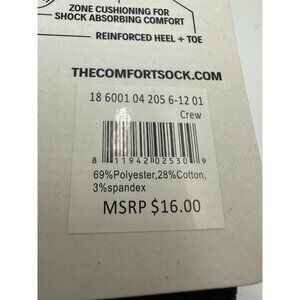 ZONE CUSHIONING FOR
SHOCK ABSORBING COMFORT
REINFORCED HEEL + TOE
THECOMFORTSOCK.COM
18 6001 04 205 6-12 01
Crew
8 11942 02530 9
69%Polyester,28%Cotton,
3%spandex
MSRP $16.00